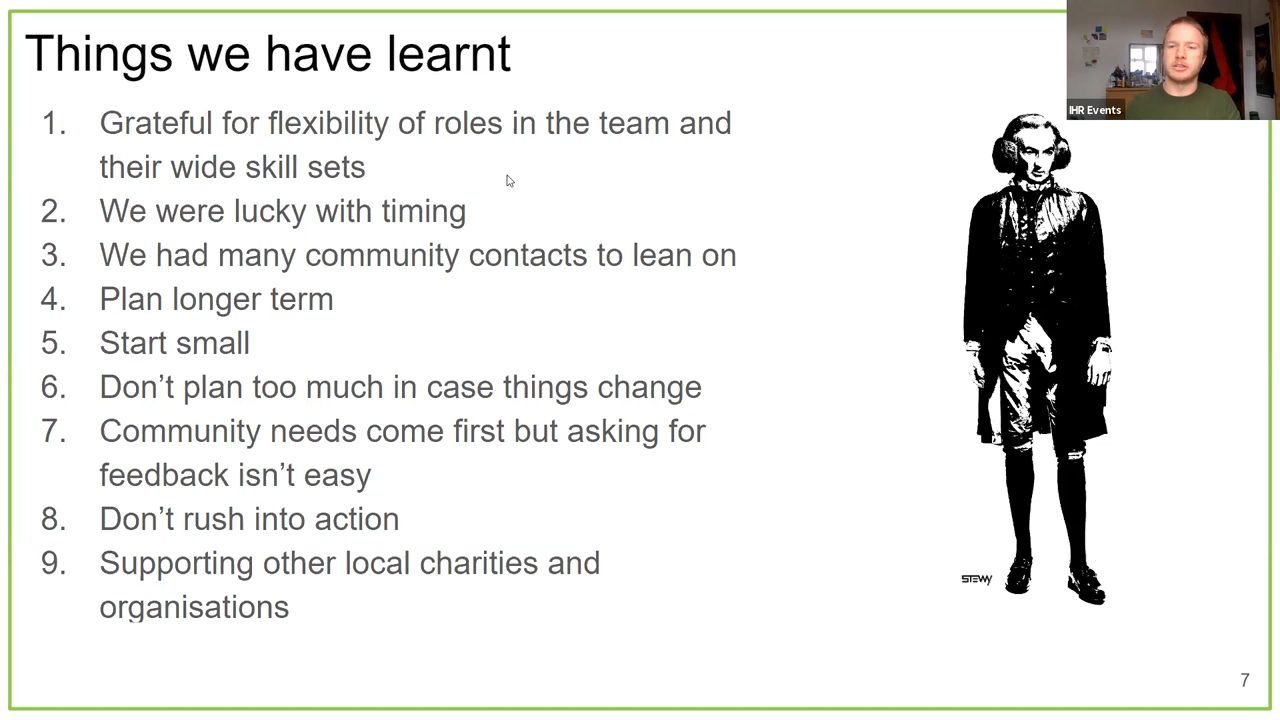 Things we have learnt
1. Grateful for flexibility of roles in the team and
their wide skill sets
2. We were lucky with timing
3. We had many community contacts to lean on
4. Plan longer term
5. Start small
6. Don’t plan too much in case things change
7. Community needs come first but asking for
feedback isn’t easy
8. Don’t rush into action
9. Supporting other local charities and
organisations
IHR Events
STEWY
7